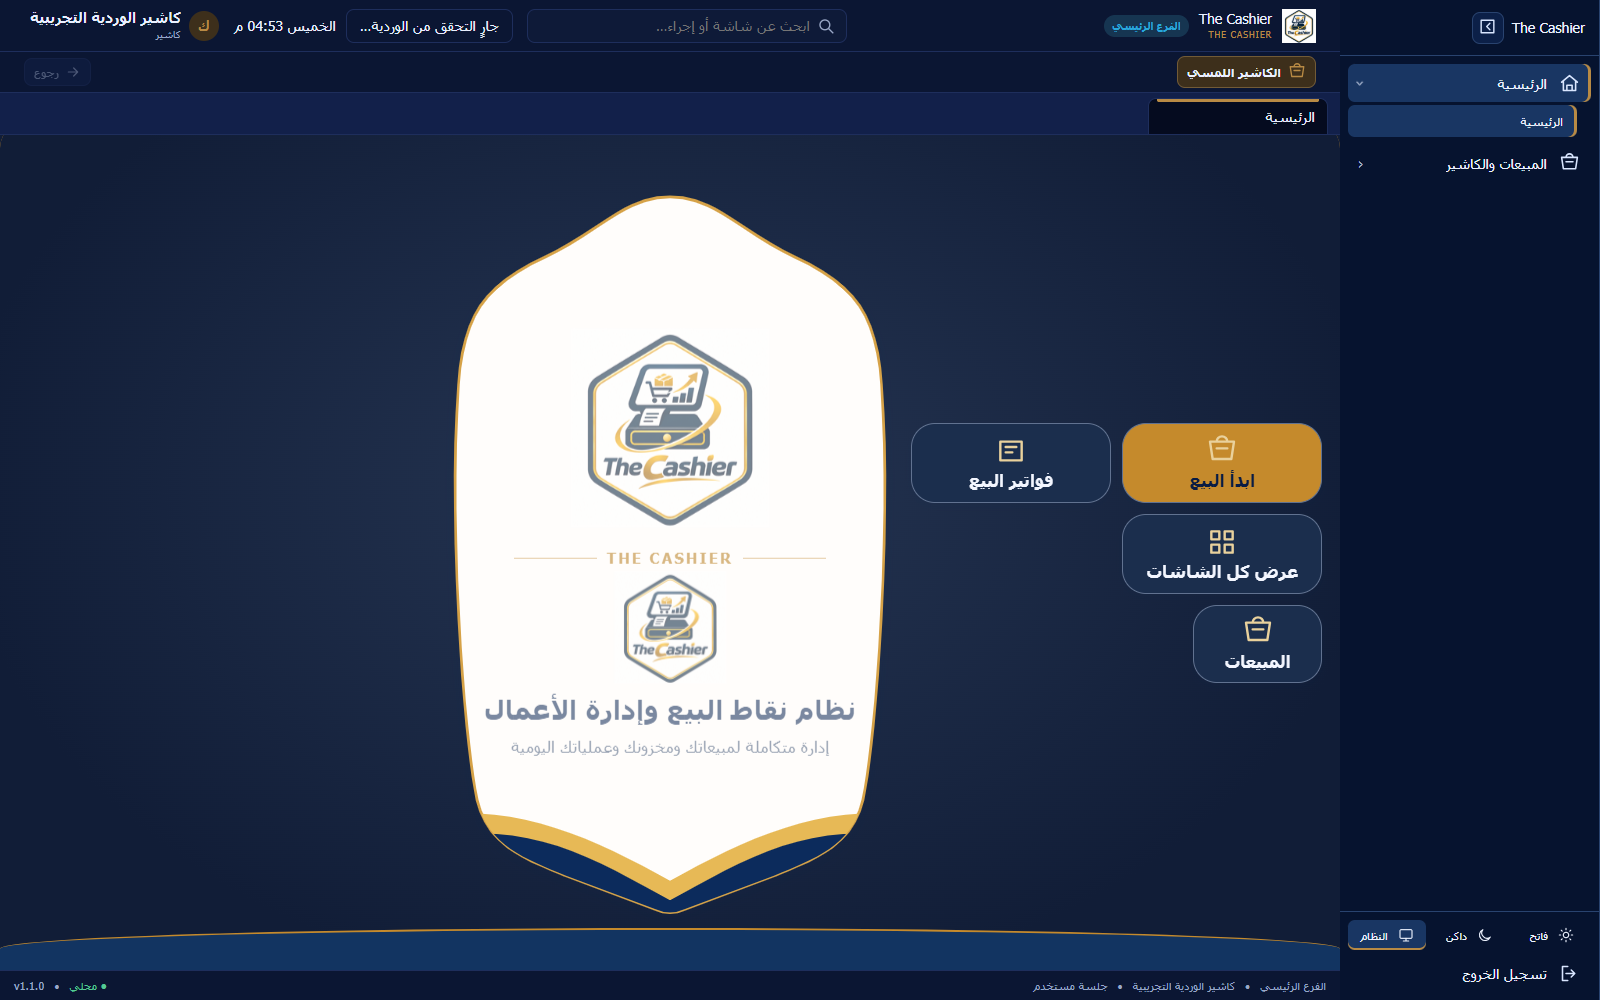 The Cashier
الرئيسية
الرئيسية
المبيعات والكاشير
فاتح
داكن
النظام
تسجيل الخروج
The Cashier
THE CASHIER
الفرع الرئيسي
ابحث عن شاشة أو إجراء...
جارٍ التحقق من الوردية...
الخميس 04:53 م
ك
كاشير الوردية التجريبية
كاشير
الكاشير اللمسي
رجوع
الرئيسية
ابدأ البيع
فواتير البيع
عرض كل الشاشات
المبيعات
The Cashier
THE CASHIER
The Cashier
نظام نقاط البيع وإدارة الأعمال
إدارة متكاملة لمبيعاتك ومخزونك وعملياتك اليومية
الفرع الرئيسي • كاشير الوردية التجريبية • جلسة مستخدم
محلي • v1.1.0